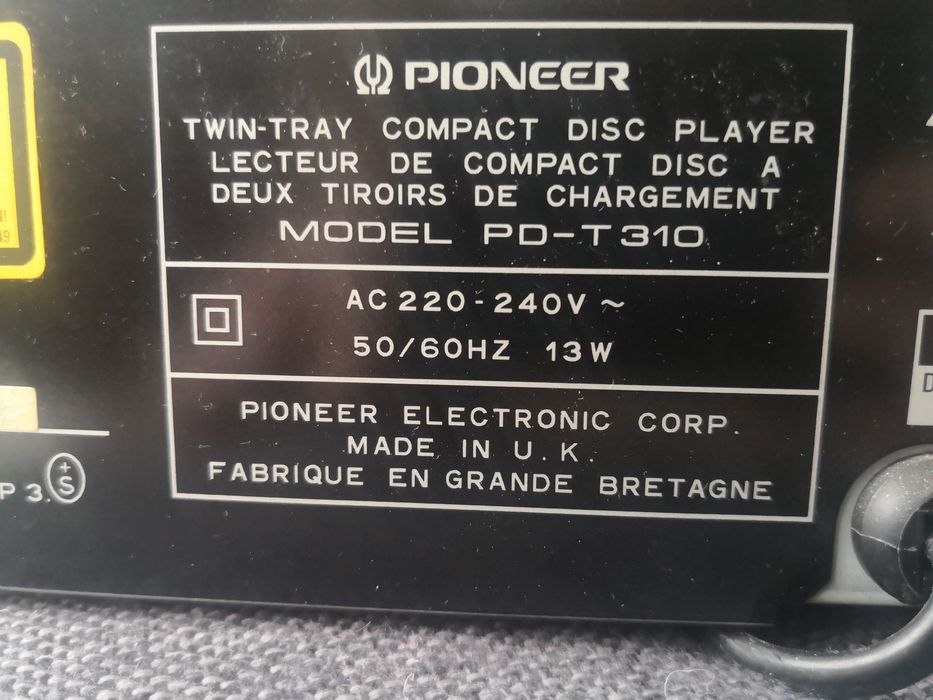 PIONEER
TWIN-TRAY COMPACT DISC PLAYER
LECTEUR DE COMPACT DISC A
DEUX TIROIRS DE CHARGEMENT
MODEL PD-T310
AC 220-240V ~
50/60HZ 13W
PIONEER ELECTRONIC CORP.
MADE IN U.K.
FABRIQUE EN GRANDE BRETAGNE
P 3.
+
S